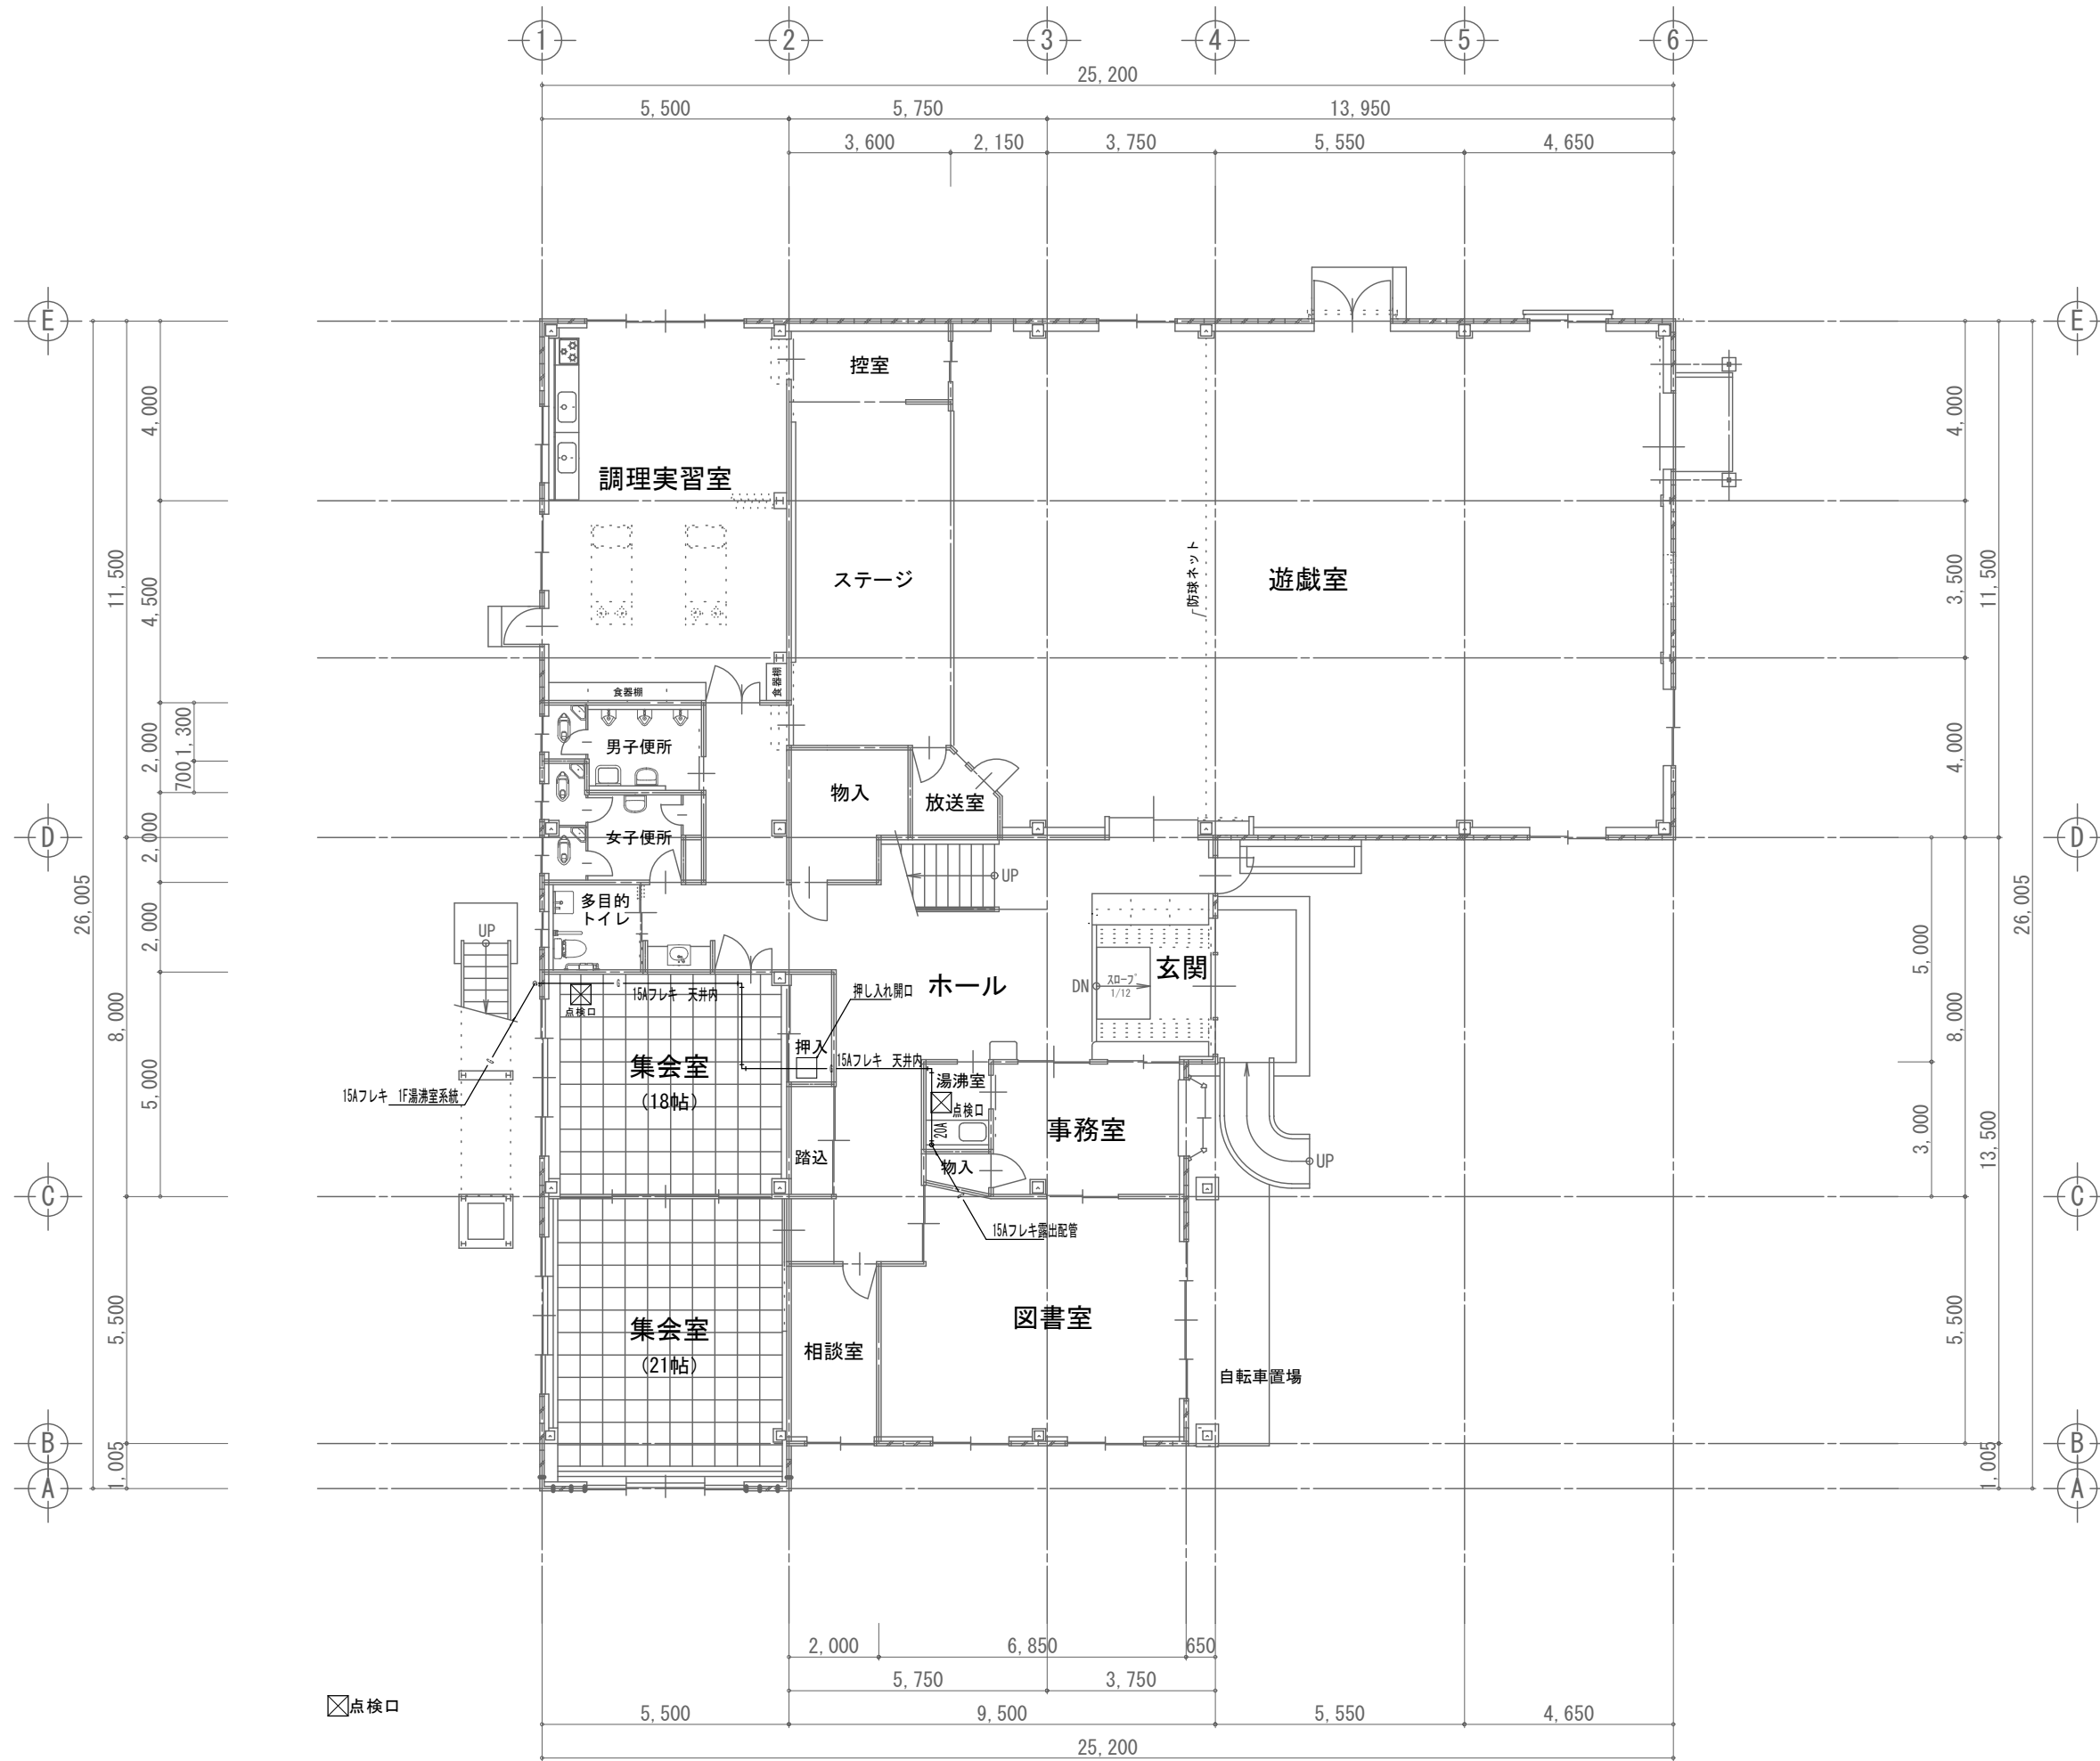 1 2 3 4 5 6
25,200
5,500 5,750 13,950
3,600 2,150 3,750 5,550 4,650
E E
控室
4,000 4,000
調理実習室
11,500 4,500 ステージ 防球ネット 遊戯室 3,500 11,500
食器棚
食器棚
2,000 1,300 700 4,000
男子便所
物入 放送室
D 女子便所 D
2,000
UP
26,005 26,005
多目的
トイレ
2,000 UP 5,000
ホール 玄関
DN スロープ
1/12
15Aフレキ 天井内
押し入れ開口
点検口
8,000 8,000
押入
集会室
(18帖)
15Aフレキ 天井内
湯沸室
点検口
20A
15Aフレキ 1F湯沸室系統
5,000 事務室 3,000 13,500
踏込 物入 UP
C C
15Aフレキ露出配管
5,500 図書室 5,500
集会室
(21帖)
相談室
自転車置場
B B
1,005 1,005
A A
2,000 6,850 650
5,750 3,750
点検口
5,500 9,500 5,550 4,650
25,200